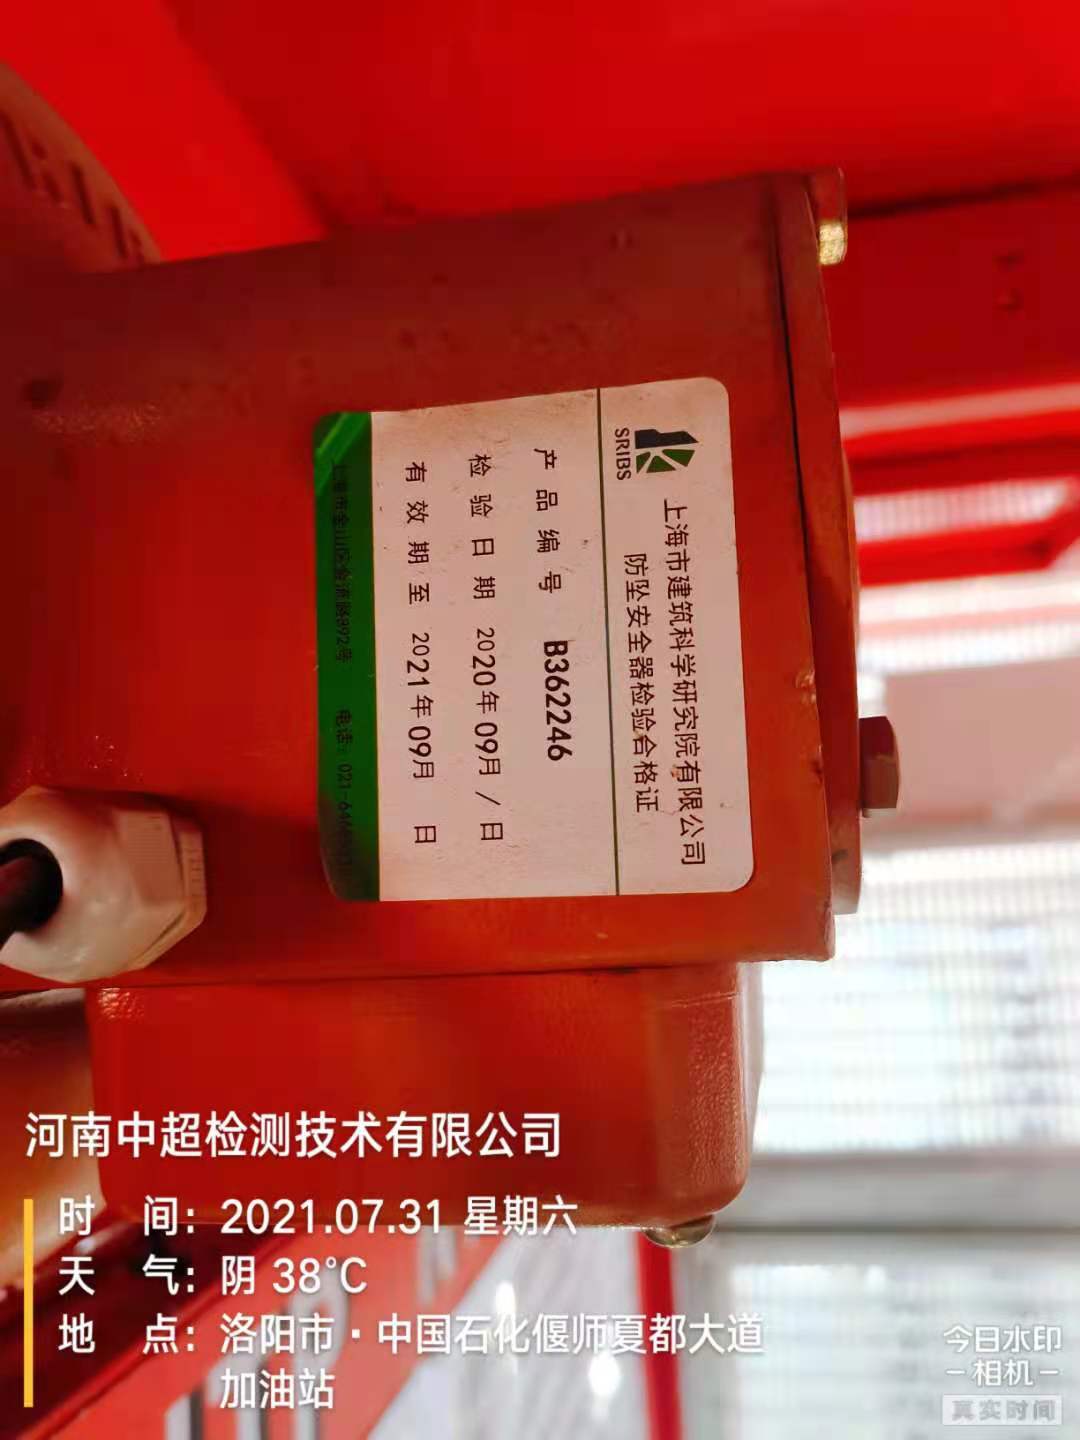 SRIBS
上海市建筑科学研究院有限公司
防坠安全器检验合格证
产品编号 B362246
检验日期 2020年09月/日
有效期至 2021年09月 日
河南中超检测技术有限公司
时 间：2021.07.31 星期六
天 气：阴 38℃
地 点：洛阳市·中国石化偃师夏都大道
加油站
今日水印
相机
真实时间